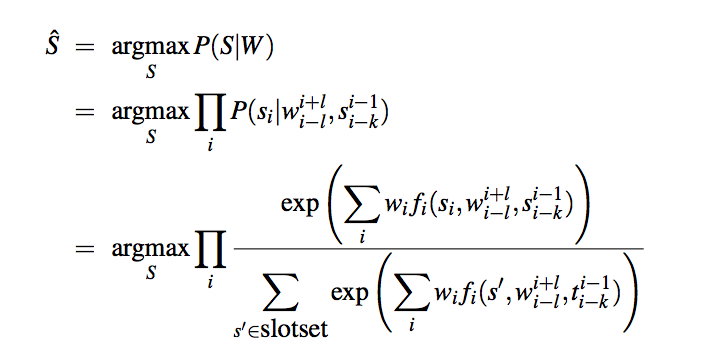 Ŝ = argmax_S P(S|W)
= argmax_S ∏_i P(s_i|w_{i−l}^{i+l}, s_{i−k}^{i−1})
= argmax_S ∏_i exp(∑_i w_i f_i(s_i, w_{i−l}^{i+l}, s_{i−k}^{i−1})) / ∑_{s′∈slotset} exp(∑_i w_i f_i(s′, w_{i−l}^{i+l}, t_{i−k}^{i−1}))